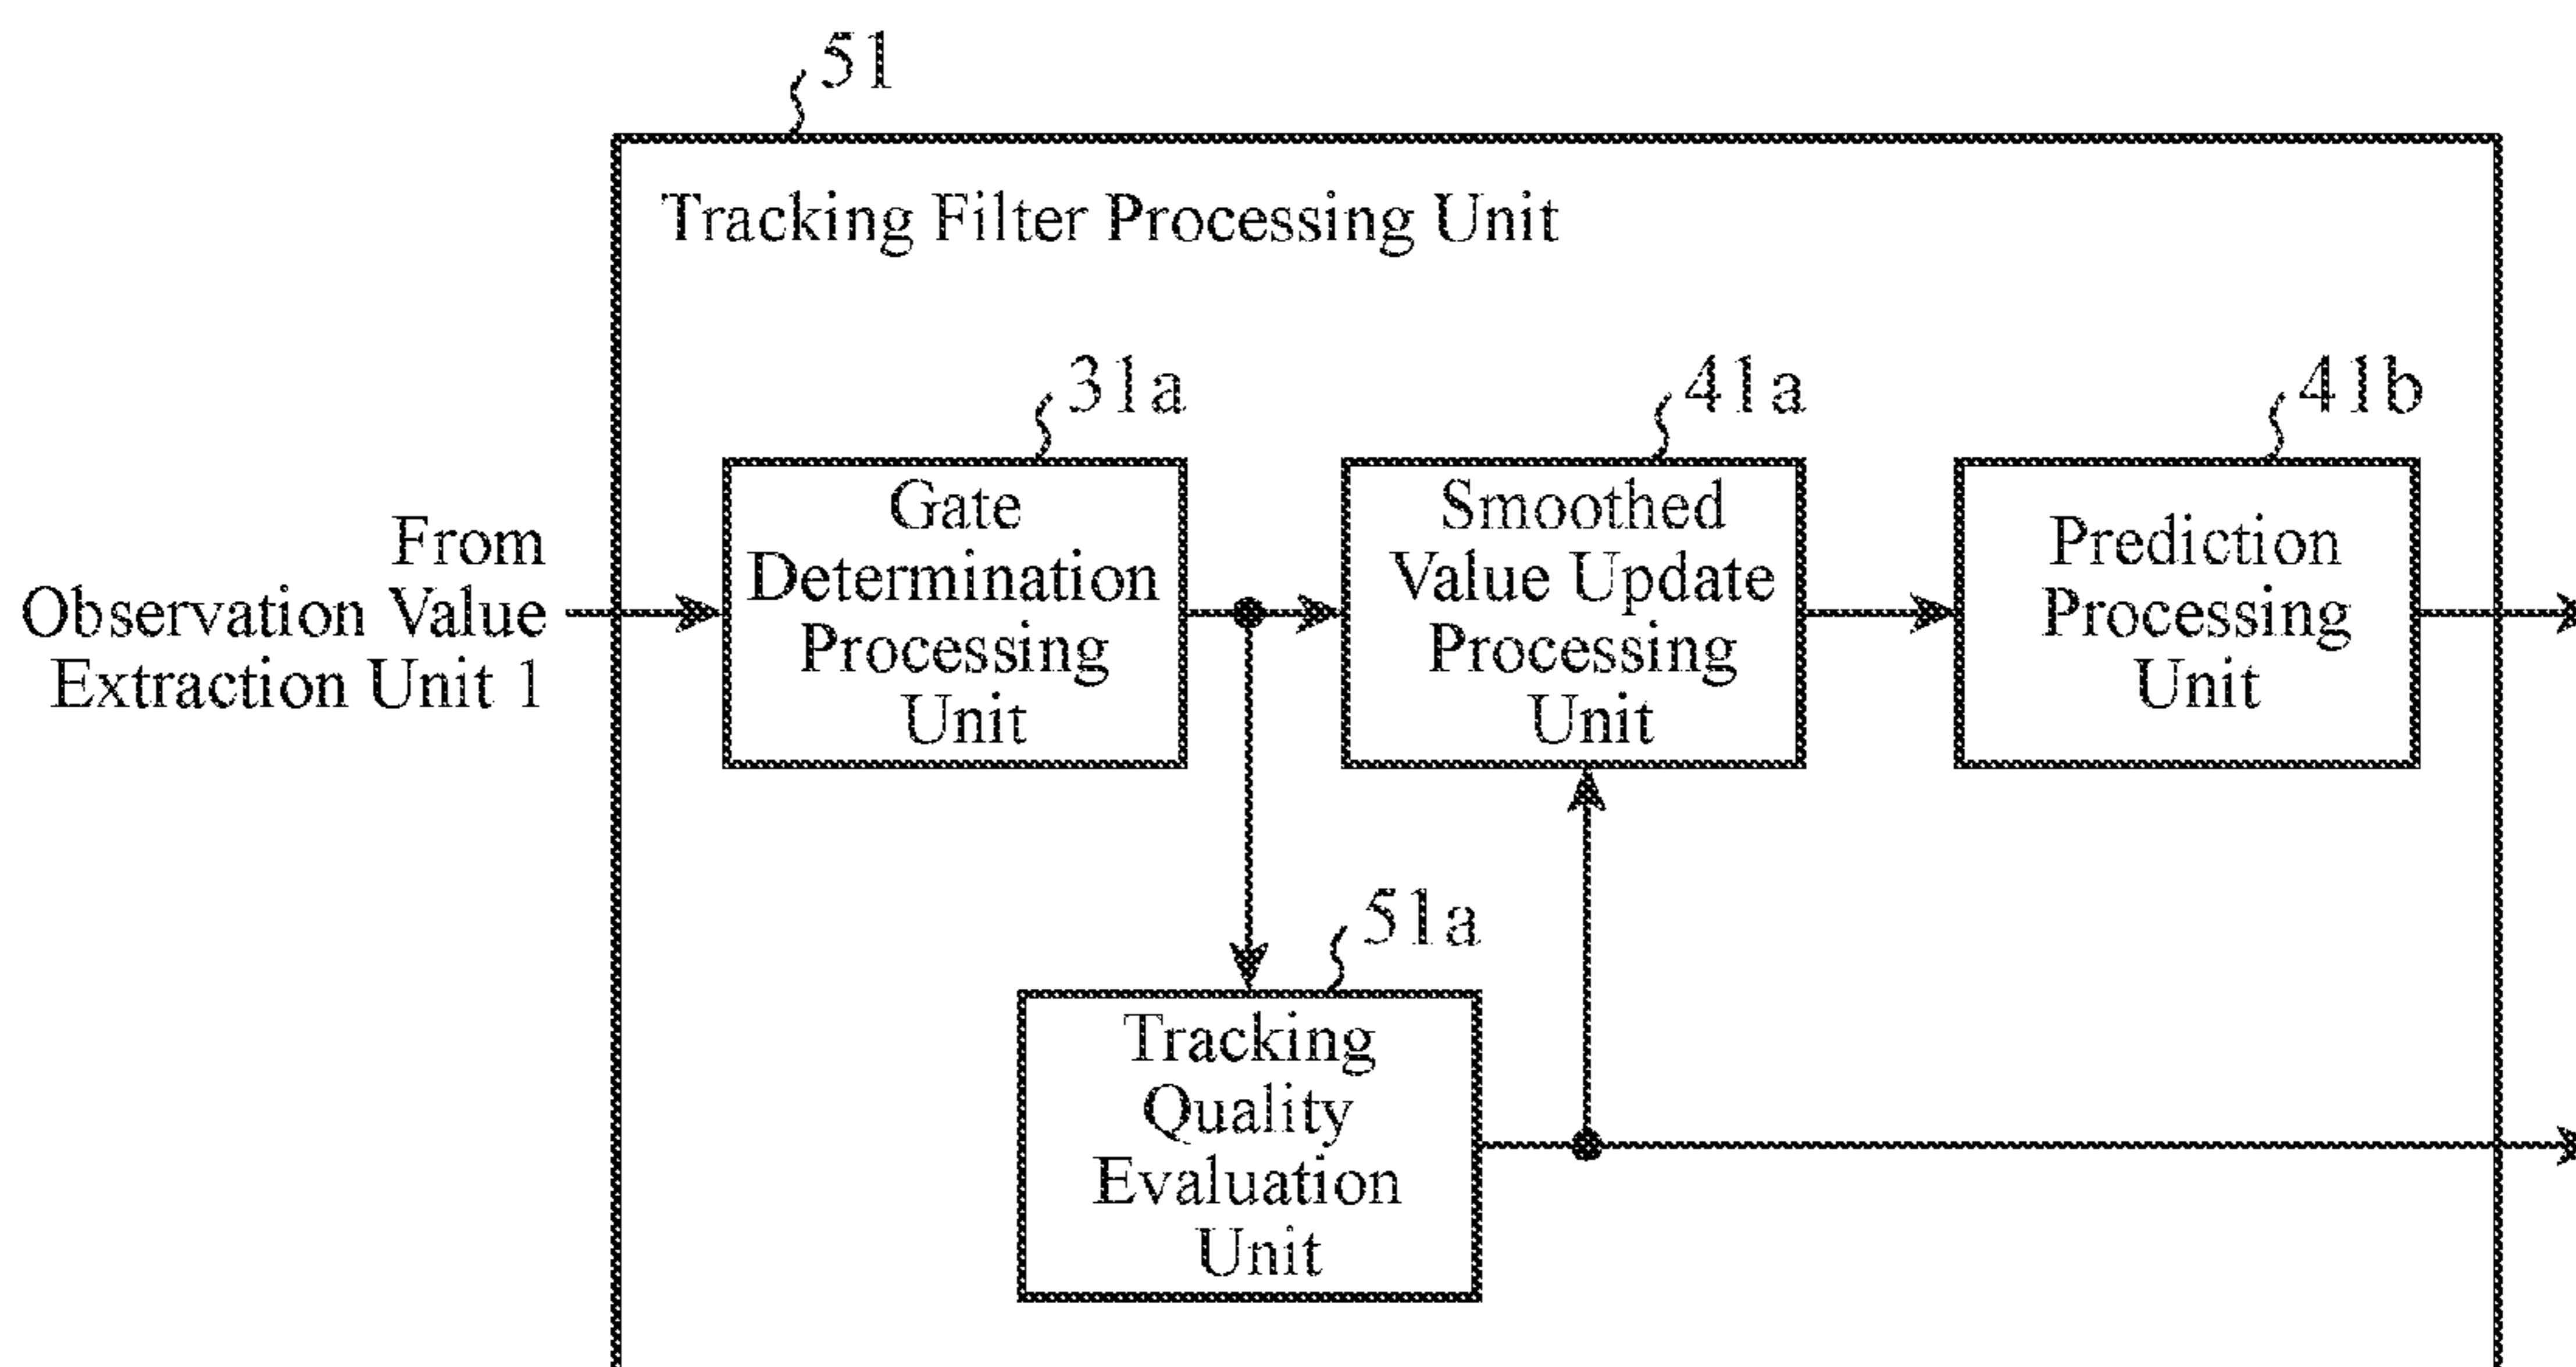 51
Tracking Filter Processing Unit
31a
41a
41b
From
Observation Value
Extraction Unit 1
Gate
Determination
Processing
Unit
Smoothed
Value Update
Processing
Unit
Prediction
Processing
Unit
51a
Tracking
Quality
Evaluation
Unit